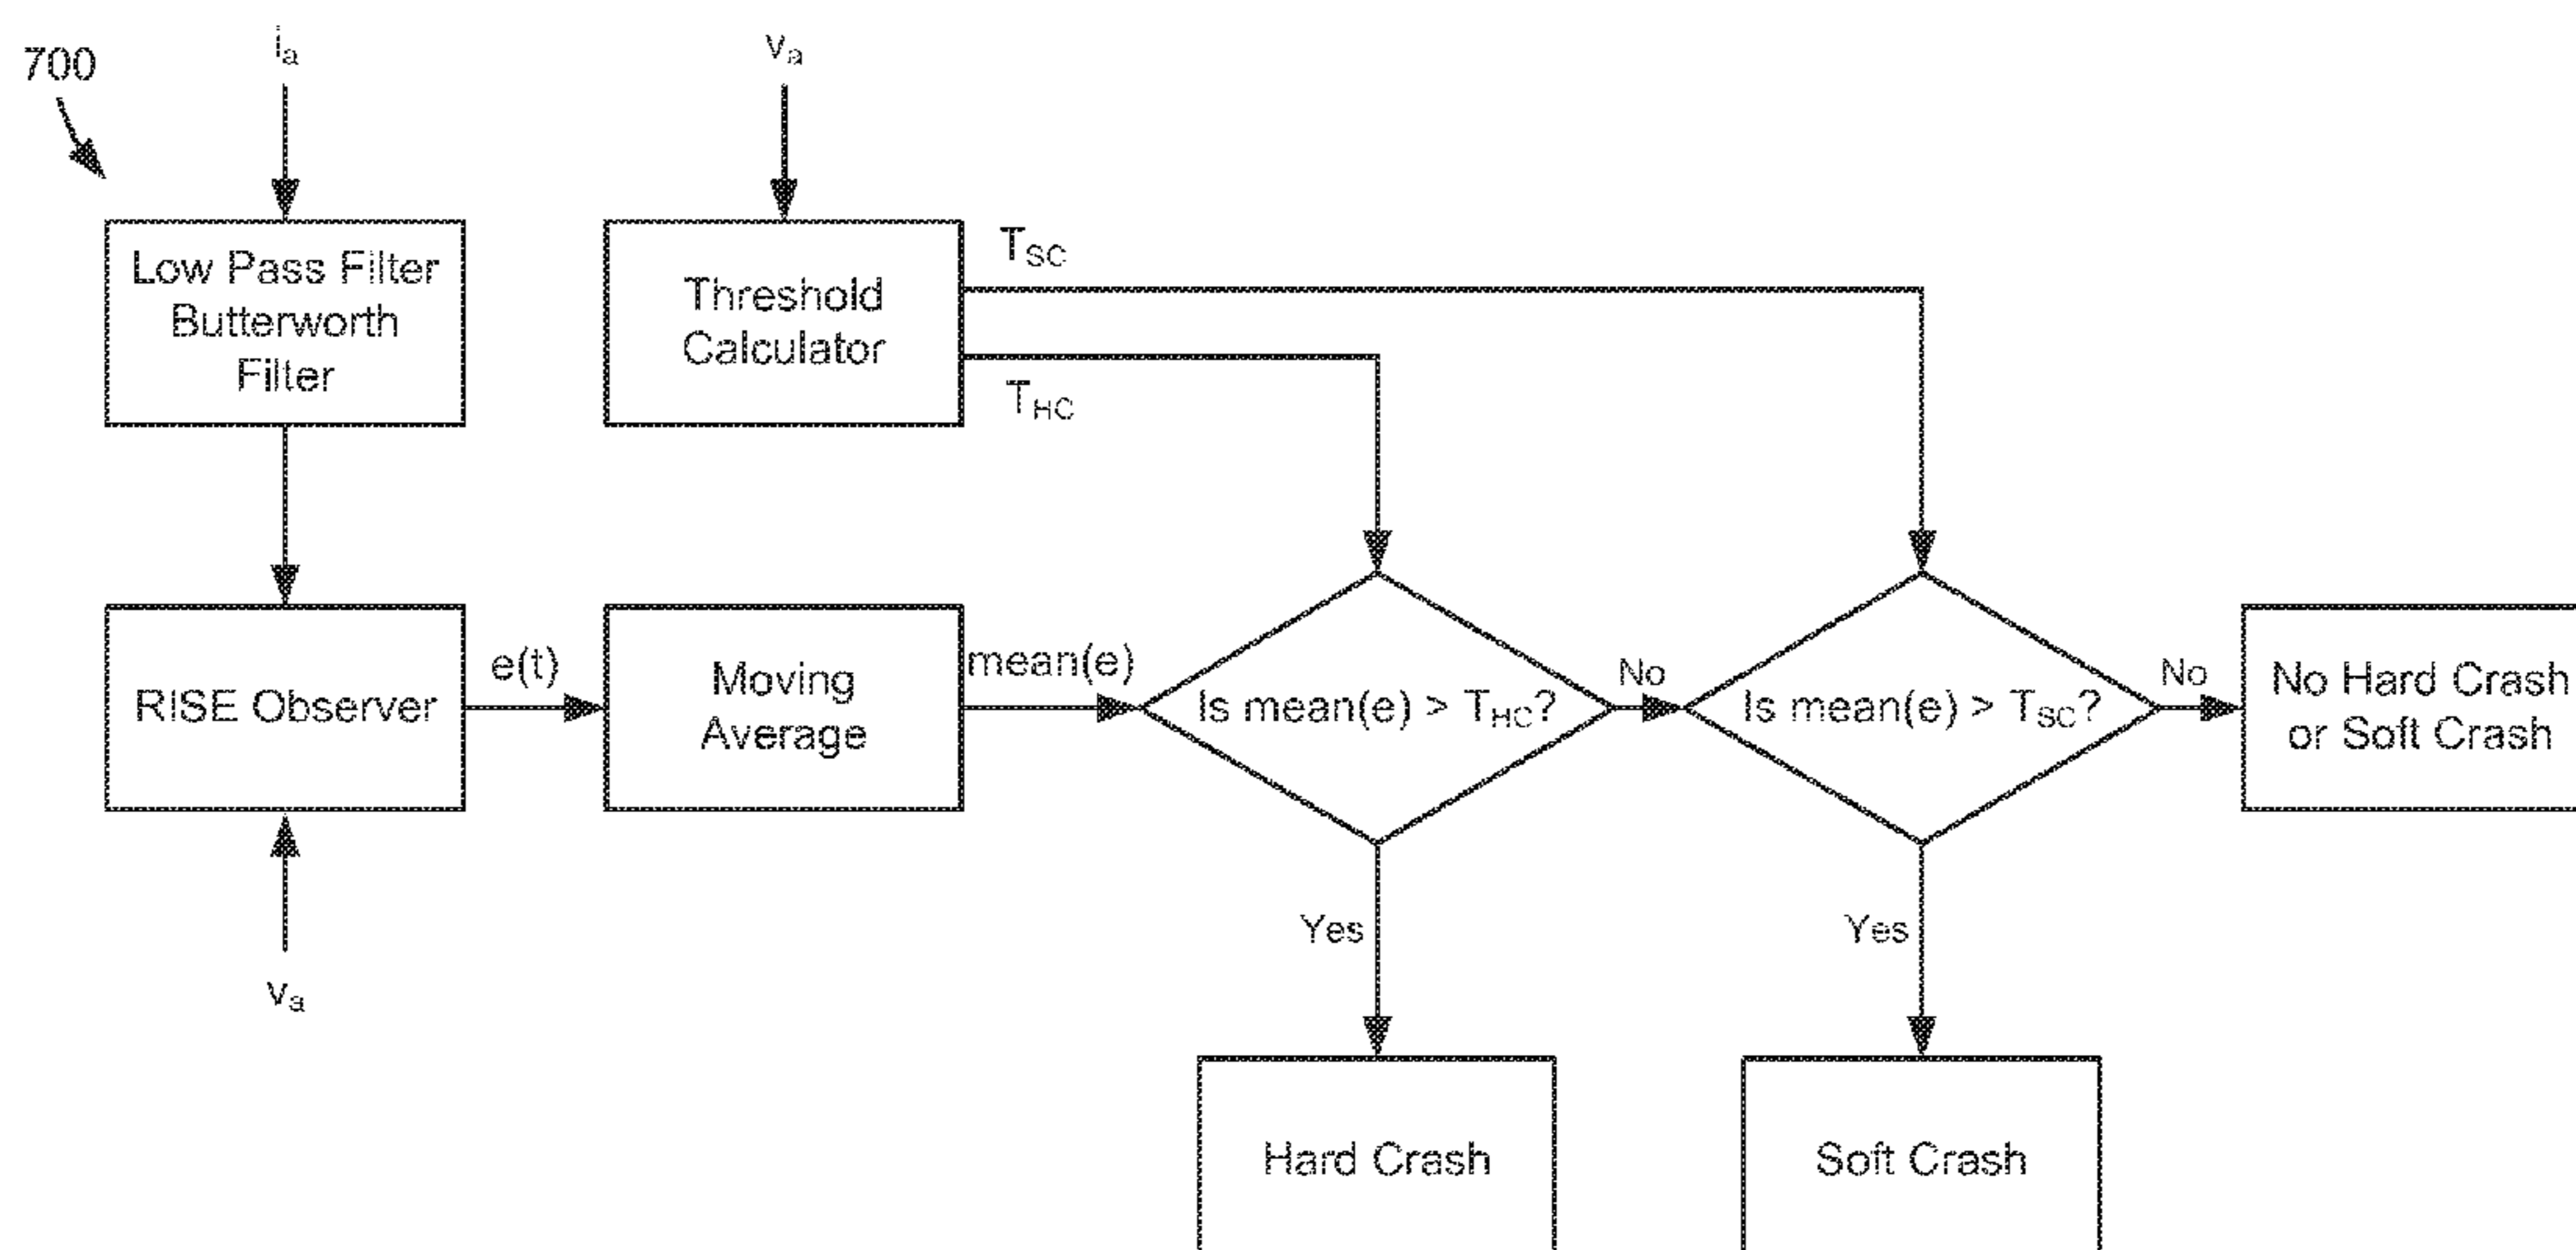 700
ia
va
Low Pass Filter
Butterworth
Filter
Threshold
Calculator
TSC
THC
RISE Observer
e(t)
Moving
Average
mean(e)
Is mean(e) > THC?
No
Is mean(e) > TSC?
No
No Hard Crash
or Soft Crash
va
Yes
Yes
Hard Crash
Soft Crash